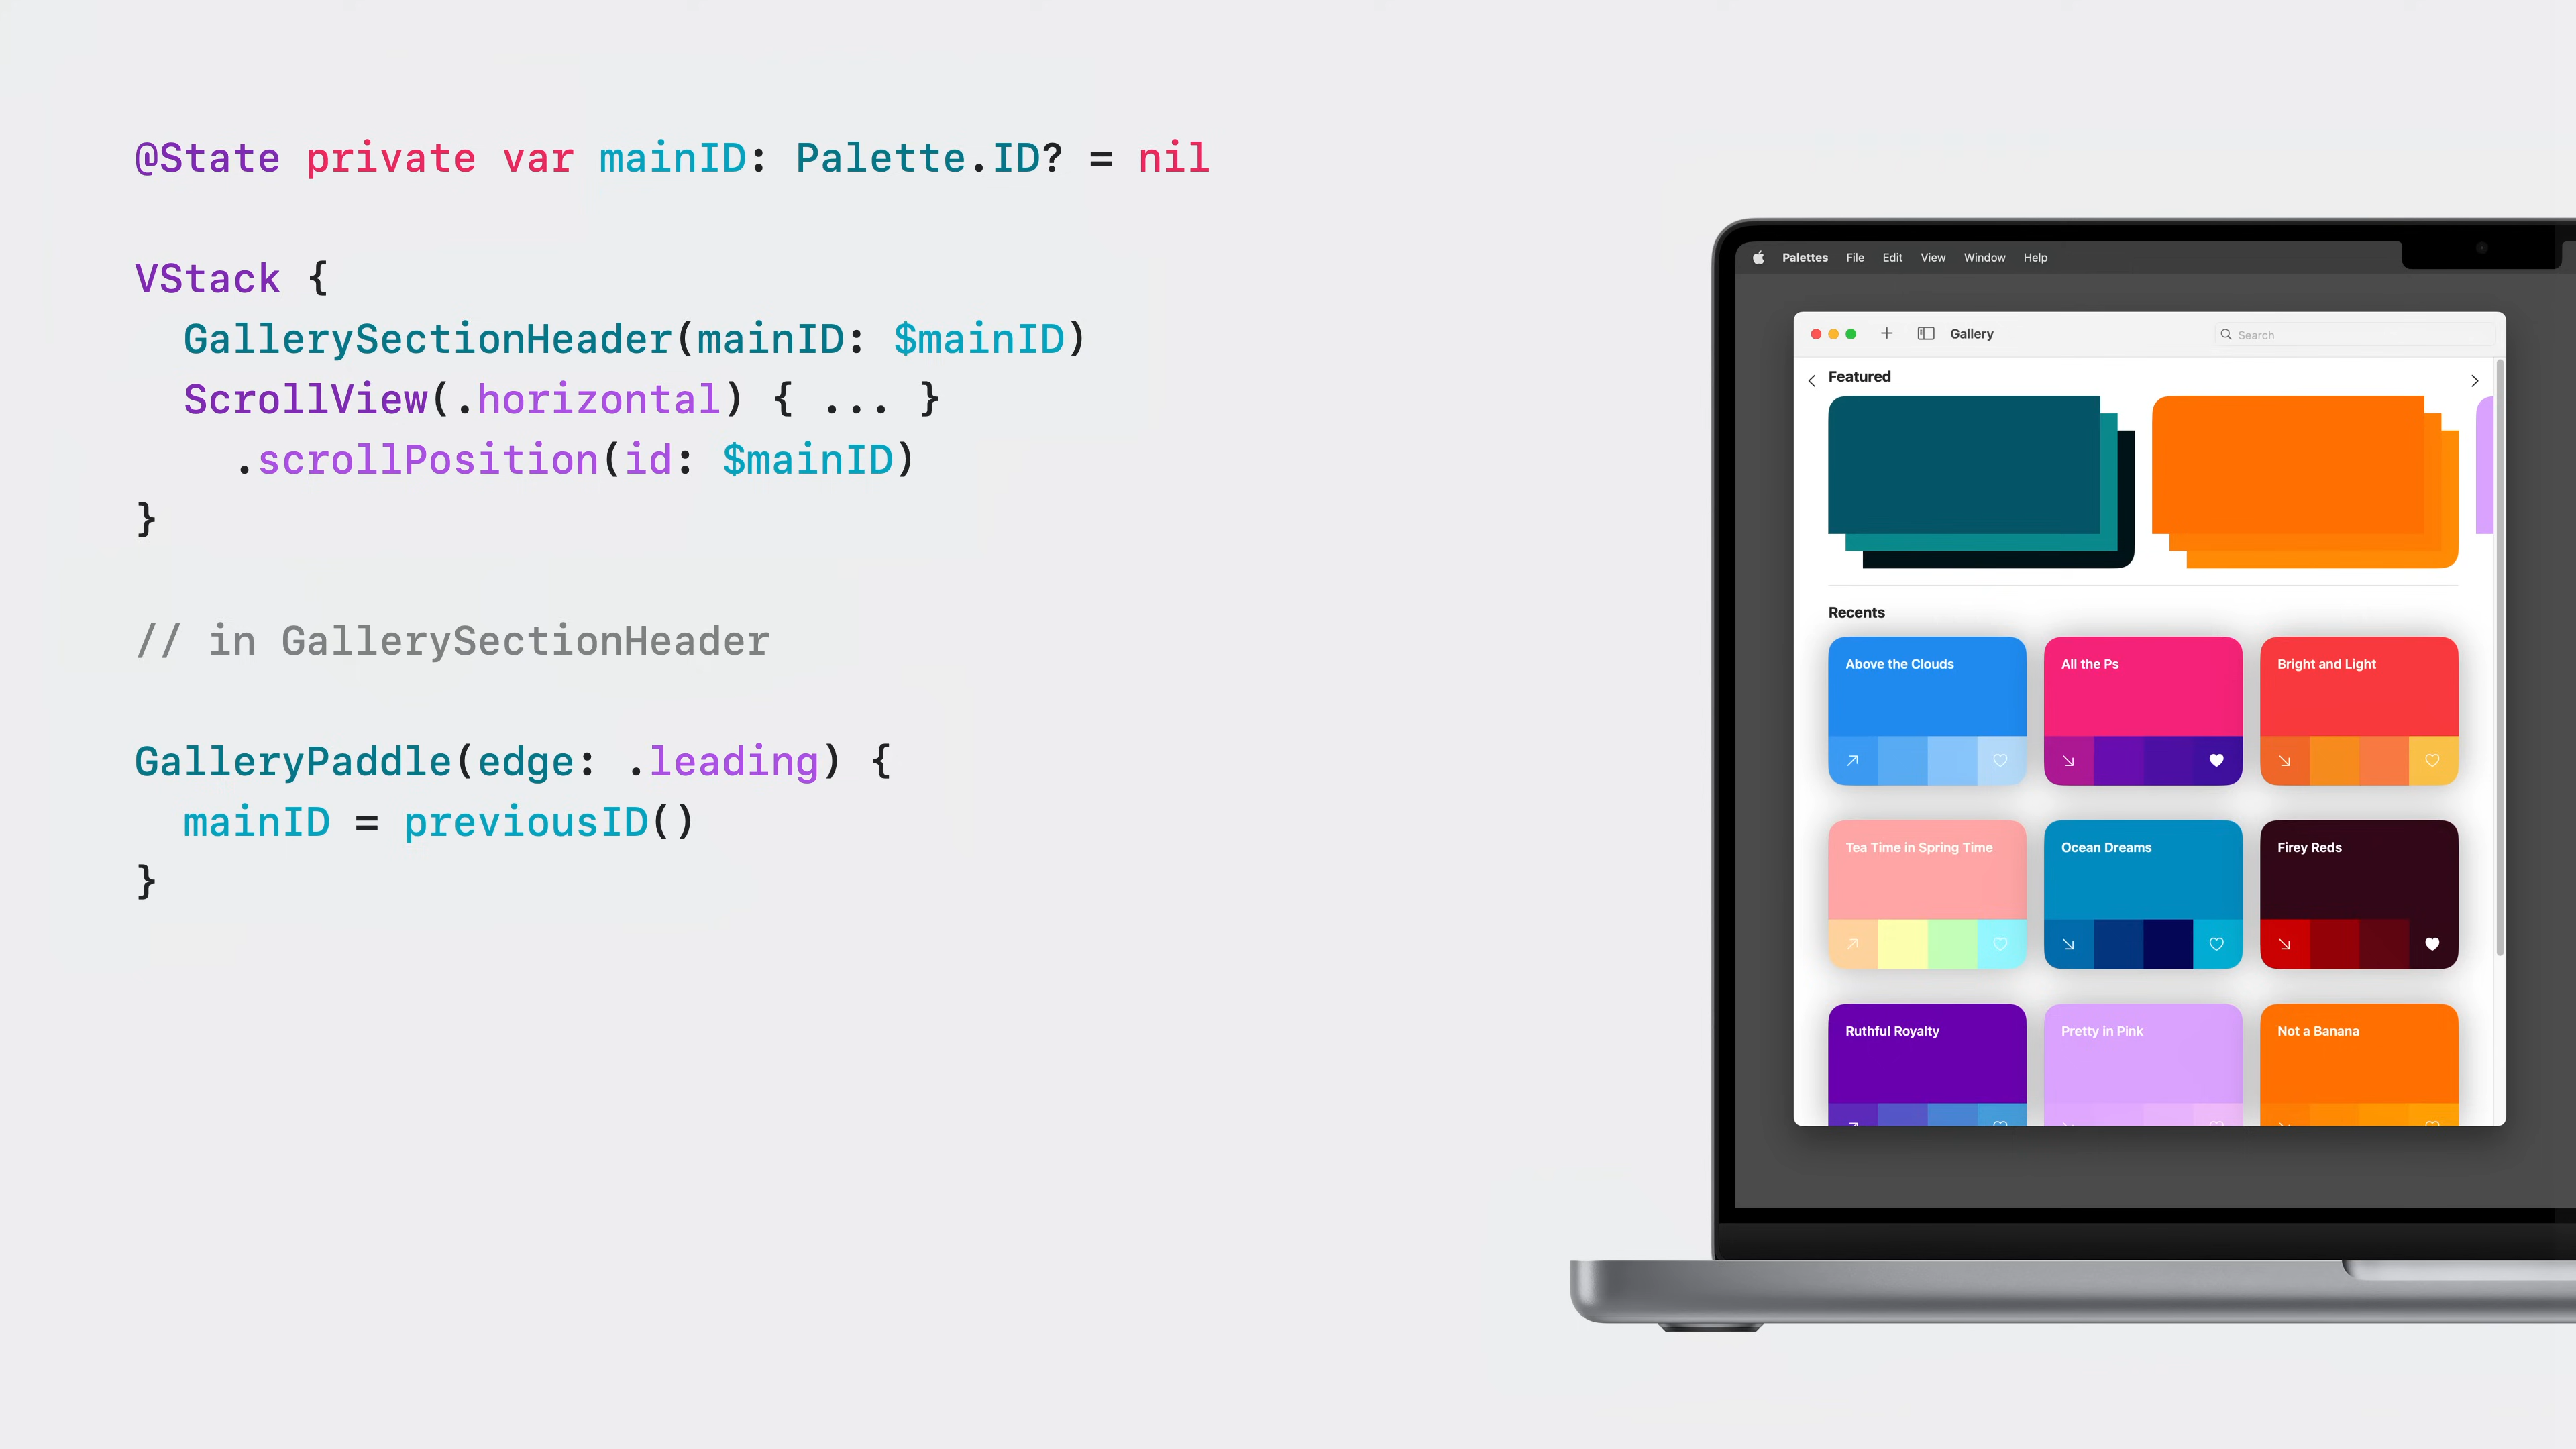 @State private var mainID: Palette.ID? = nil
VStack {
GallerySectionHeader(mainID: $mainID)
ScrollView(.horizontal) { ... }
.scrollPosition(id: $mainID)
}
// in GallerySectionHeader
GalleryPaddle(edge: .leading) {
mainID = previousID()
}
Palettes File Edit View Window Help
Gallery
Search
Featured
Recents
Above the Clouds
All the Ps
Bright and Light
Tea Time in Spring Time
Ocean Dreams
Firey Reds
Ruthful Royalty
Pretty in Pink
Not a Banana